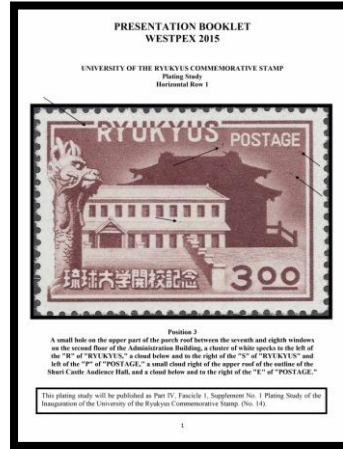 PRESENTATION BOOKLET
WESTPEX 2015
UNIVERSITY OF THE RYUKYUS COMMEMORATIVE STAMP
Plating Study
Horizontal Row 1
RYUKYUS
POSTAGE
琉球大学開校記念
3.00
Position 3
A small hole on the upper part of the porch roof between the seventh and eighth windows
on the second floor of the Administration Building, a cluster of white specks to the left of
the "R" of "RYUKYUS," a cloud below and to the right of the "S" of "RYUKYUS" and
left of the "P" of "POSTAGE," a small cloud right of the upper roof of the outline of the
Shuri Castle Audience Hall, and a cloud below and to the right of the "E" of "POSTAGE."
This plating study will be published as Part IV, Fascicle 1, Supplement No. 1 Plating Study of the
Inauguration of the University of the Ryukyus Commemorative Stamp. (No. 14).
1